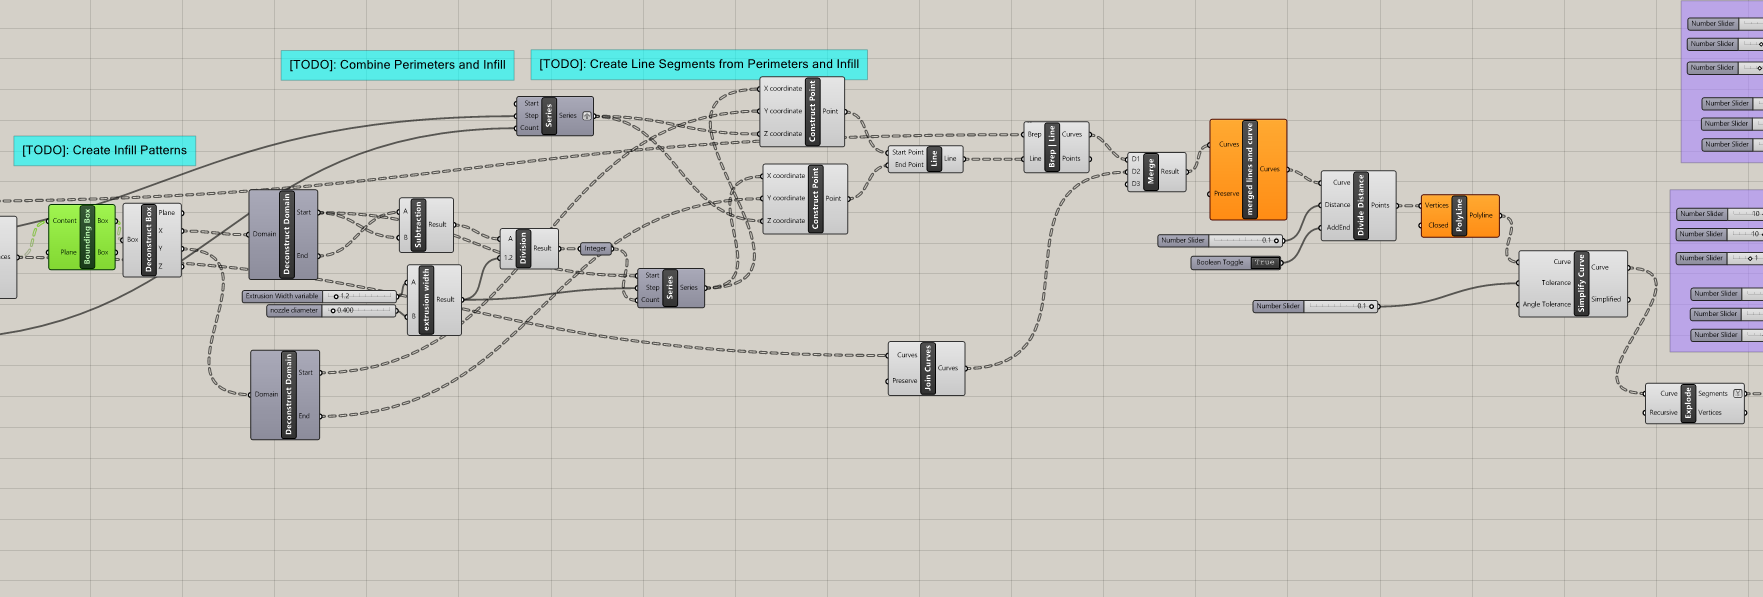 [TODO]: Combine Perimeters and Infill
[TODO]: Create Line Segments from Perimeters and Infill
[TODO]: Create Infill Patterns
Start
Step
Count
Series
Series
X coordinate
Y coordinate
Z coordinate
Construct Point
Point
X coordinate
Y coordinate
Z coordinate
Construct Point
Point
Start Point
End Point
Line
Line
Brep
Line
Brep | Line
Curves
Points
D1
D2
D3
Merge
Result
Curves
Preserve
merged lines and curve
Curves
Curve
Distance
AddEnd
Divide Distance
Points
Number Slider
0.1
Boolean Toggle
True
Vertices
Closed
PolyLine
Polyline
Curve
Tolerance
Angle Tolerance
Simplify Curve
Curve
Simplified
Number Slider
0.1
Curve
Recursive
Explode
Segments
Vertices
Content
Plane
Bounding Box
Box
Box
Box
Deconstruct Box
Plane
X
Y
Z
Domain
Deconstruct Domain
Start
End
A
B
Subtraction
Result
A
1.2
Division
Result
Integer
Start
Step
Count
Series
Series
Extrusion Width variable
1.2
nozzle diameter
0.400
A
B
extrusion width
Result
Domain
Deconstruct Domain
Start
End
Curves
Preserve
Join Curves
Curves
Number Slider
Number Slider
Number Slider
Number Slider
Number Slider
Number Slider
Number Slider
10
Number Slider
10
Number Slider
1
Number Slider
Number Slider
Number Slider